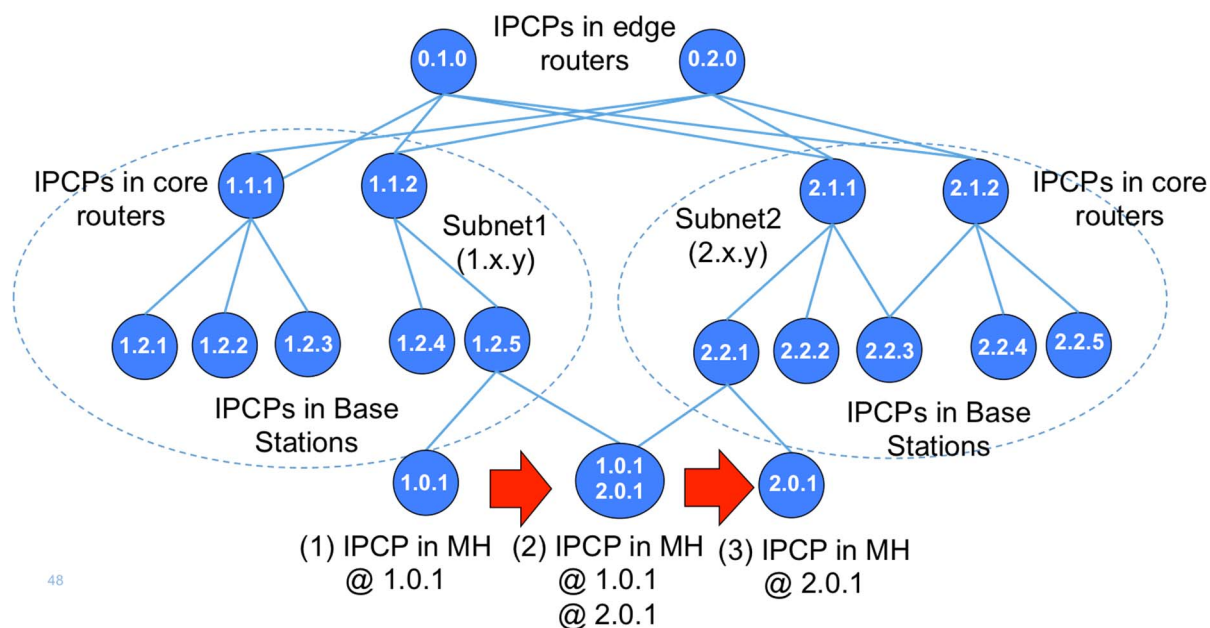 IPCPs in edge
routers
0.1.0
0.2.0
IPCPs in core
routers
1.1.1
1.1.2
Subnet1
(1.x.y)
Subnet2
(2.x.y)
2.1.1
2.1.2
IPCPs in core
routers
1.2.1
1.2.2
1.2.3
1.2.4
1.2.5
2.2.1
2.2.2
2.2.3
2.2.4
2.2.5
IPCPs in Base
Stations
IPCPs in Base
Stations
1.0.1
1.0.1
2.0.1
2.0.1
(1) IPCP in MH
@ 1.0.1
(2) IPCP in MH
@ 1.0.1
@ 2.0.1
(3) IPCP in MH
@ 2.0.1
48